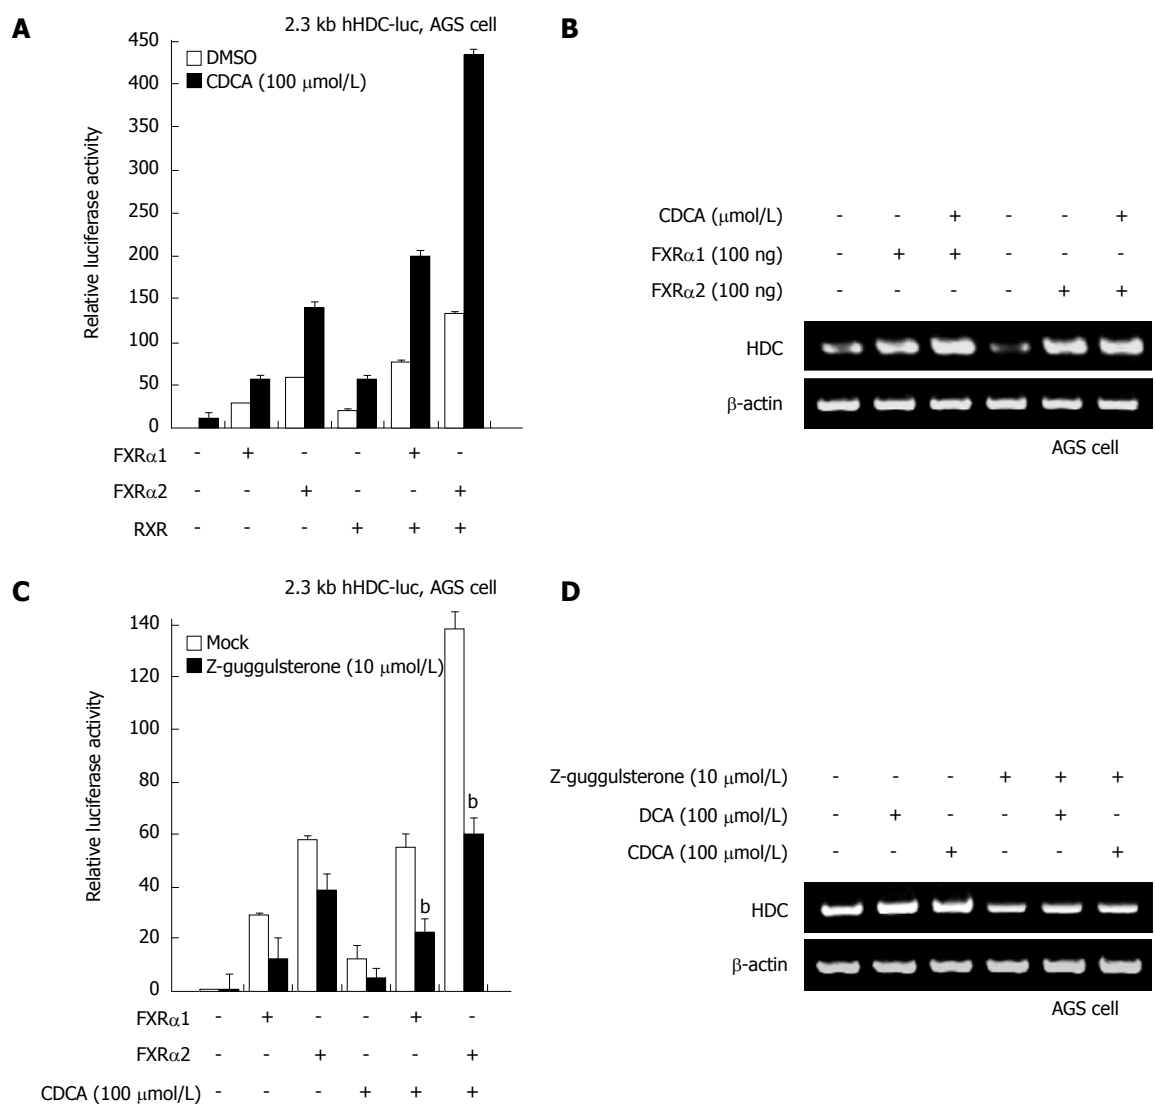 A
2.3 kb hHDC-luc, AGS cell
DMSO
CDCA (100 μmol/L)
Relative luciferase activity
450
400
350
300
250
200
150
100
50
0
FXRα1 - + - - + -
FXRα2 - - + - - +
RXR - - - + + +
B
CDCA (μmol/L) - - + - - +
FXRα1 (100 ng) - + + - - -
FXRα2 (100 ng) - - - - + +
HDC
β-actin
AGS cell
C
2.3 kb hHDC-luc, AGS cell
Mock
Z-guggulsterone (10 μmol/L)
Relative luciferase activity
140
120
100
80
60
40
20
0
b
b
FXRα1 - + - - + -
FXRα2 - - + - - +
CDCA (100 μmol/L) - - - + + +
D
Z-guggulsterone (10 μmol/L) - - - + + +
DCA (100 μmol/L) - + - - + -
CDCA (100 μmol/L) - - + - - +
HDC
β-actin
AGS cell